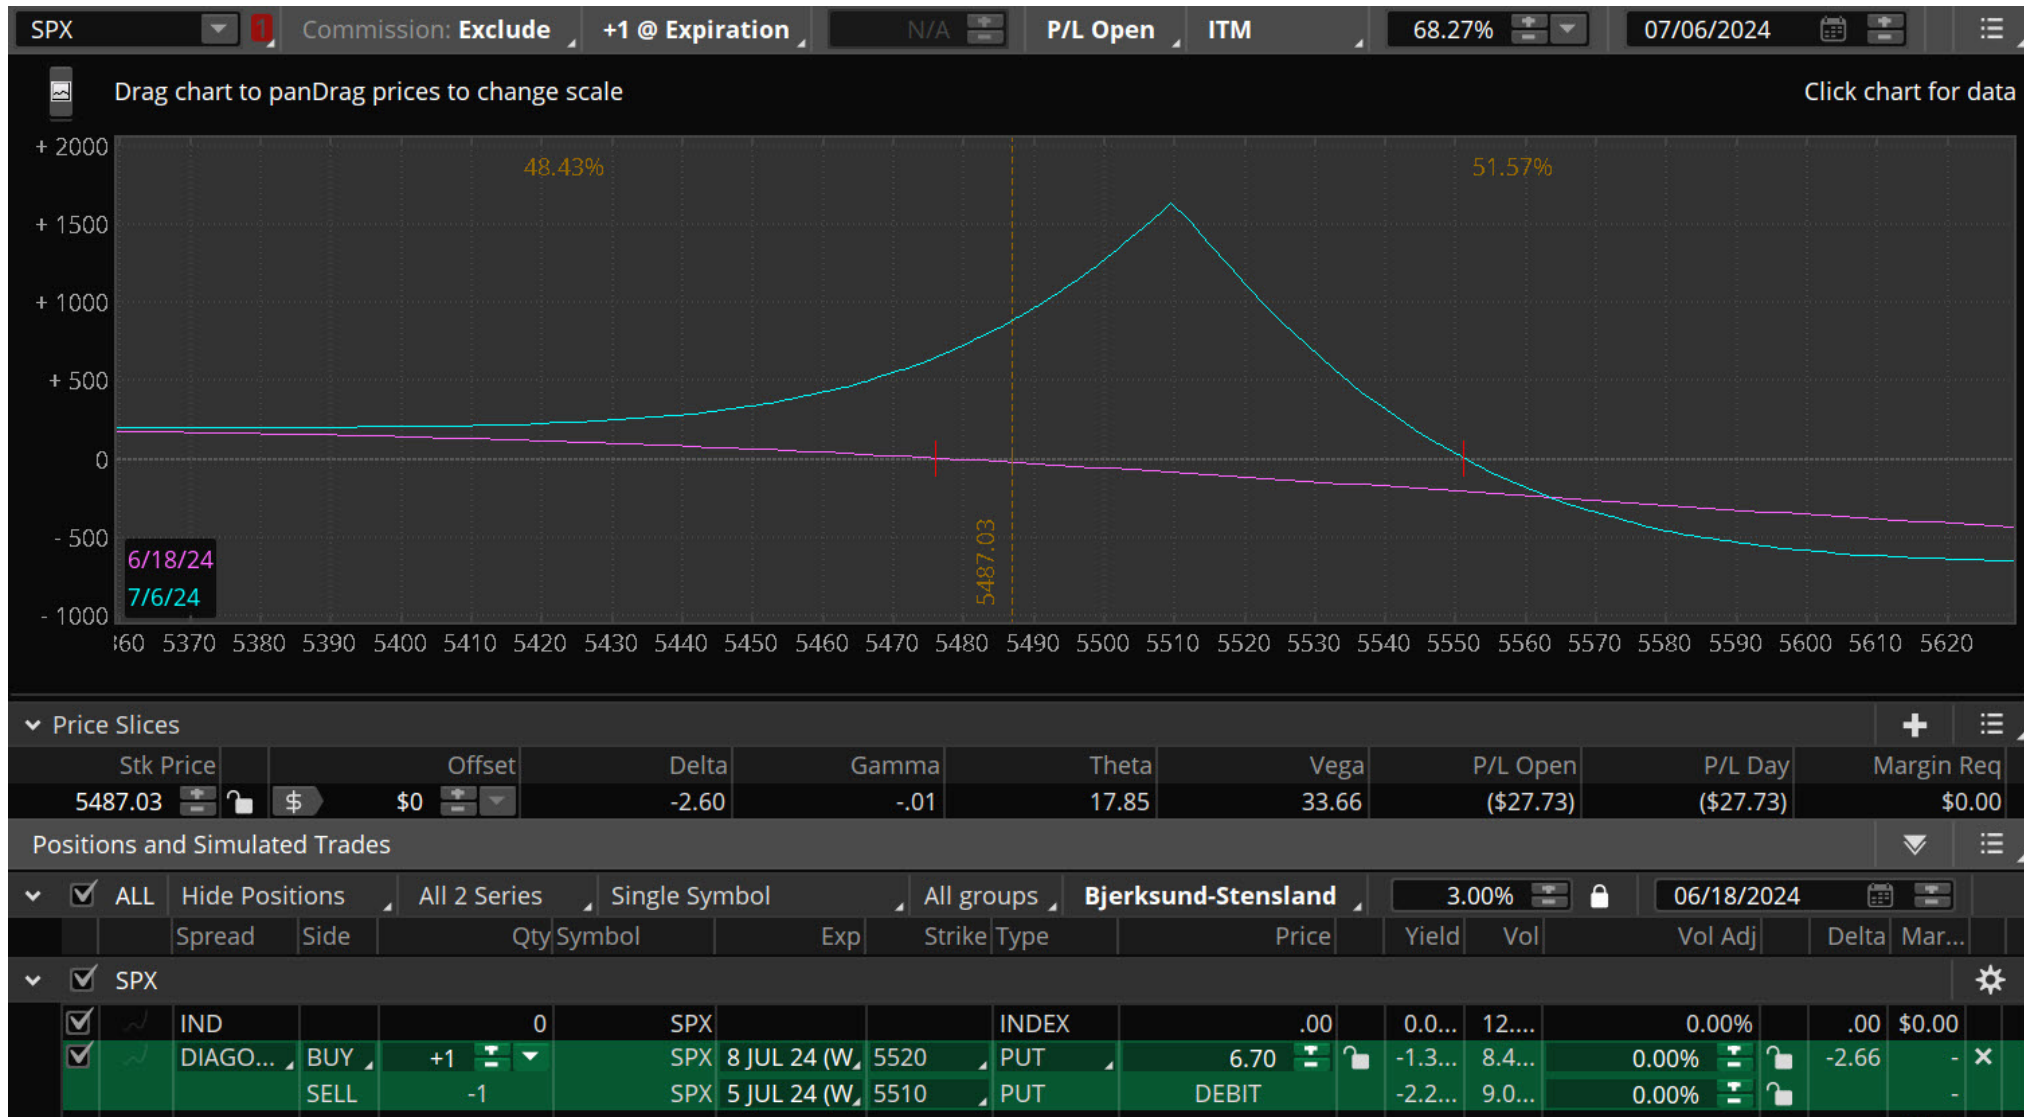 SPX 1 Commission: Exclude +1 @ Expiration N/A P/L Open ITM 68.27% 07/06/2024
Drag chart to panDrag prices to change scale Click chart for data
+ 2000
48.43% 51.57%
+ 1500
+ 1000
+ 500
0
- 500
- 1000
5487.03
6/18/24
7/6/24
360 5370 5380 5390 5400 5410 5420 5430 5440 5450 5460 5470 5480 5490 5500 5510 5520 5530 5540 5550 5560 5570 5580 5590 5600 5610 5620
Price Slices
Stk Price Offset Delta Gamma Theta Vega P/L Open P/L Day Margin Req
5487.03 $ $0 -2.60 -.01 17.85 33.66 ($27.73) ($27.73) $0.00
Positions and Simulated Trades
ALL Hide Positions All 2 Series Single Symbol All groups Bjerksund-Stensland 3.00% 06/18/2024
Spread Side Qty Symbol Exp Strike Type Price Yield Vol Vol Adj Delta Mar...
SPX
IND 0 SPX INDEX .00 0.0... 12.... 0.00% .00 $0.00
DIAGO... BUY +1 SPX 8 JUL 24 (W 5520 PUT 6.70 -1.3... 8.4... 0.00% -2.66 -
SELL -1 SPX 5 JUL 24 (W 5510 PUT DEBIT -2.2... 9.0... 0.00% -